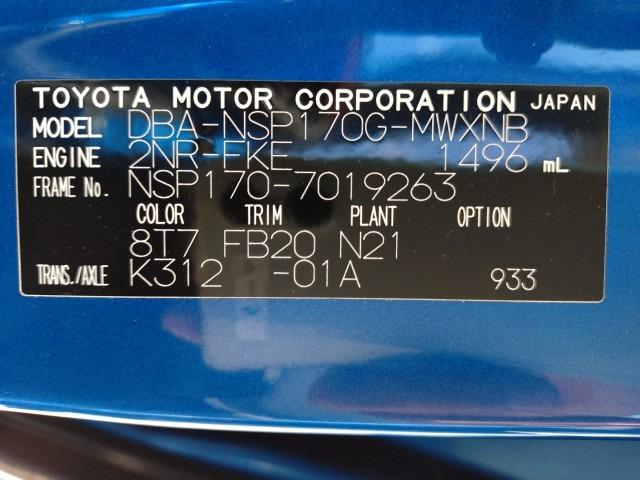 TOYOTA MOTOR CORPORATION JAPAN
MODEL DBA-NSP170G-MWXNB
ENGINE 2NR-FKE 1496 mL
FRAME No. NSP170-7019263
COLOR TRIM PLANT OPTION
8T7 FB20 N21
TRANS./AXLE K312 -01A 933